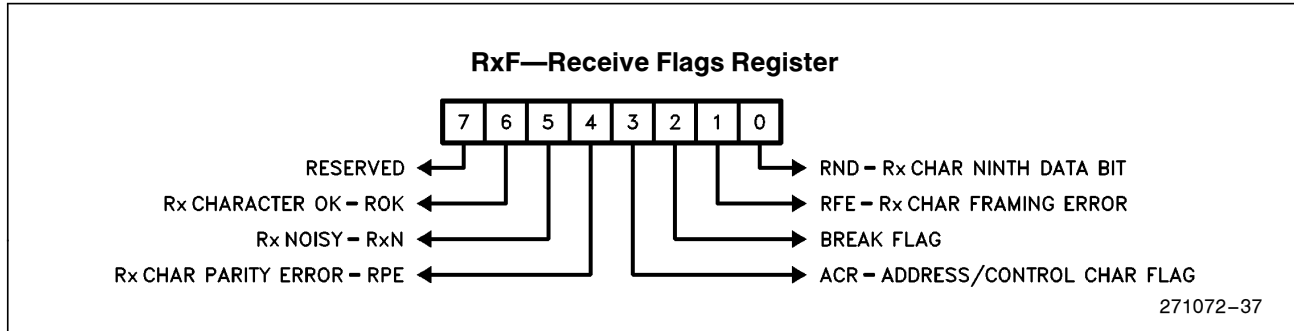 RxF—Receive Flags Register
7 6 5 4 3 2 1 0
RESERVED
Rx CHARACTER OK – ROK
Rx NOISY – RxN
Rx CHAR PARITY ERROR – RPE
RND – Rx CHAR NINTH DATA BIT
RFE – Rx CHAR FRAMING ERROR
BREAK FLAG
ACR – ADDRESS/CONTROL CHAR FLAG
271072–37